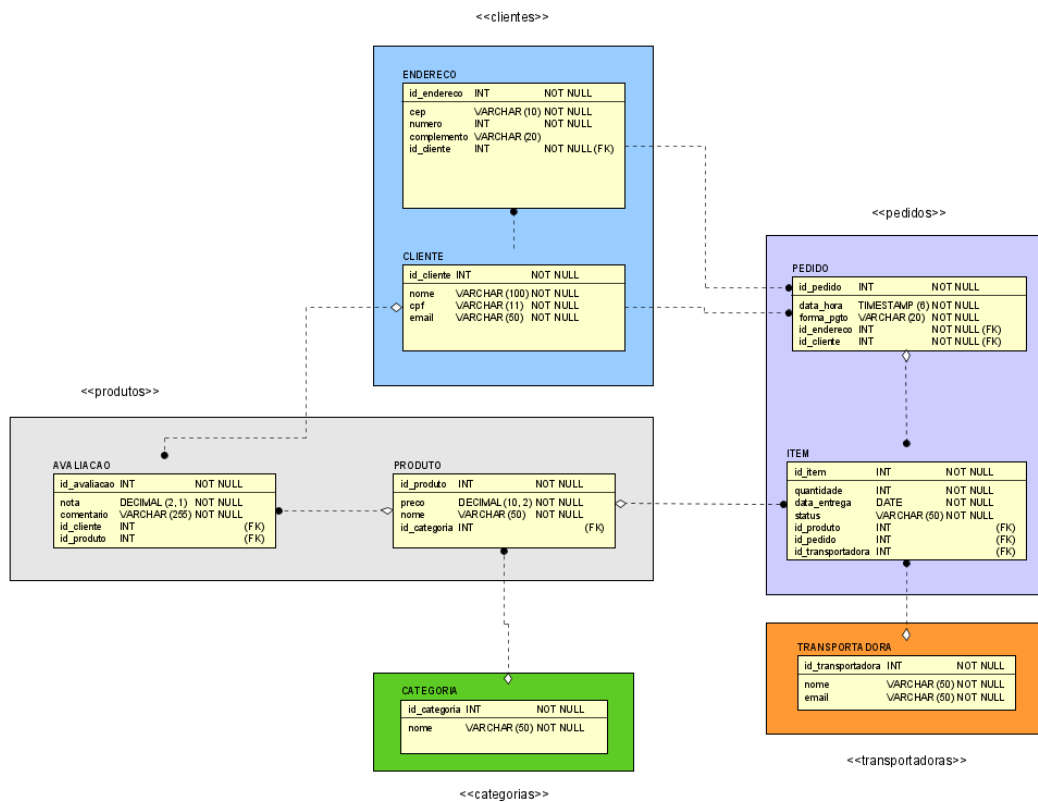 <<clientes>>
ENDERECO
id_endereco INT NOT NULL
cep VARCHAR (10) NOT NULL
numero INT NOT NULL
complemento VARCHAR (20)
id_cliente INT NOT NULL (FK)
<<pedidos>>
CLIENTE
id_cliente INT NOT NULL
nome VARCHAR (100) NOT NULL
cpf VARCHAR (11) NOT NULL
email VARCHAR (50) NOT NULL
PEDIDO
id_pedido INT NOT NULL
data_hora TIMESTAMP (6) NOT NULL
forma_pgto VARCHAR (20) NOT NULL
id_endereco INT NOT NULL (FK)
id_cliente INT NOT NULL (FK)
<<produtos>>
AVALIACAO
id_avaliacao INT NOT NULL
nota DECIMAL (2, 1) NOT NULL
comentario VARCHAR (255) NOT NULL
id_cliente INT (FK)
id_produto INT (FK)
PRODUTO
id_produto INT NOT NULL
preco DECIMAL (10, 2) NOT NULL
nome VARCHAR (50) NOT NULL
id_categoria INT (FK)
ITEM
id_item INT NOT NULL
quantidade INT NOT NULL
data_entrega DATE NOT NULL
status VARCHAR (50) NOT NULL
id_produto INT (FK)
id_pedido INT (FK)
id_transportadora INT (FK)
TRANSPORTADORA
id_transportadora INT NOT NULL
nome VARCHAR (50) NOT NULL
email VARCHAR (50) NOT NULL
CATEGORIA
id_categoria INT NOT NULL
nome VARCHAR (50) NOT NULL
<<transportadoras>>
<<categorias>>